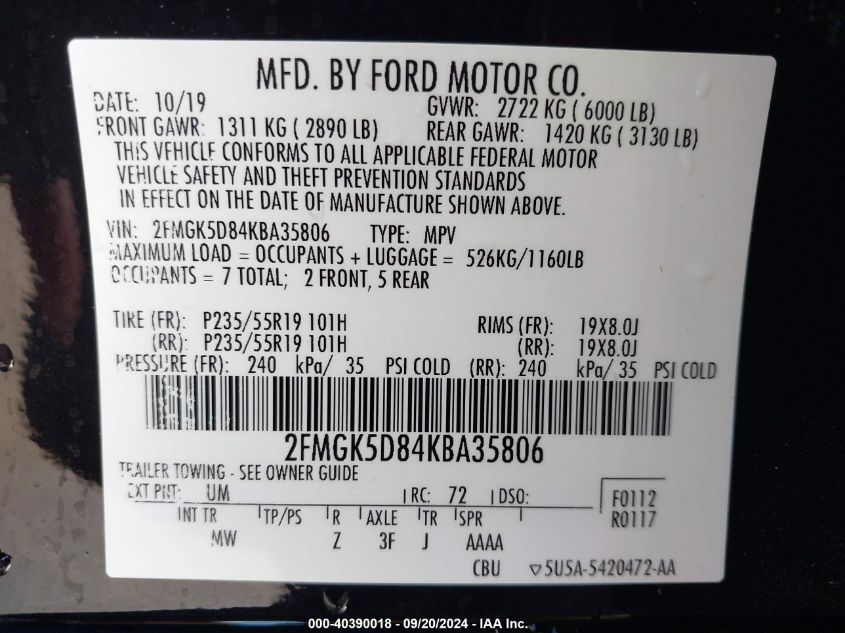 MFD. BY FORD MOTOR CO.
DATE: 10/19 GVWR: 2722 KG ( 6000 LB)
FRONT GAWR: 1311 KG ( 2890 LB) REAR GAWR: 1420 KG ( 3130 LB)
THIS VEHICLE CONFORMS TO ALL APPLICABLE FEDERAL MOTOR
VEHICLE SAFETY AND THEFT PREVENTION STANDARDS
IN EFFECT ON THE DATE OF MANUFACTURE SHOWN ABOVE.
VIN: 2FMGK5D84KBA35806 TYPE: MPV
MAXIMUM LOAD = OCCUPANTS + LUGGAGE = 526KG/1160LB
OCCUPANTS = 7 TOTAL; 2 FRONT, 5 REAR
TIRE (FR): P235/55R19 101H RIMS (FR): 19X8.0J
(RR): P235/55R19 101H (RR): 19X8.0J
PRESSURE (FR): 240 kPa/ 35 PSI COLD (RR): 240 kPa/ 35 PSI COLD
2FMGK5D84KBA35806
TRAILER TOWING - SEE OWNER GUIDE
EXT PNT: UM RC: 72 DSO: F0112
INT TR TP/PS R AXLE TR SPR R0117
MW Z 3F J AAAA
CBU ▽5U5A-5420472-AA
000-40390018 - 09/20/2024 - IAA Inc.